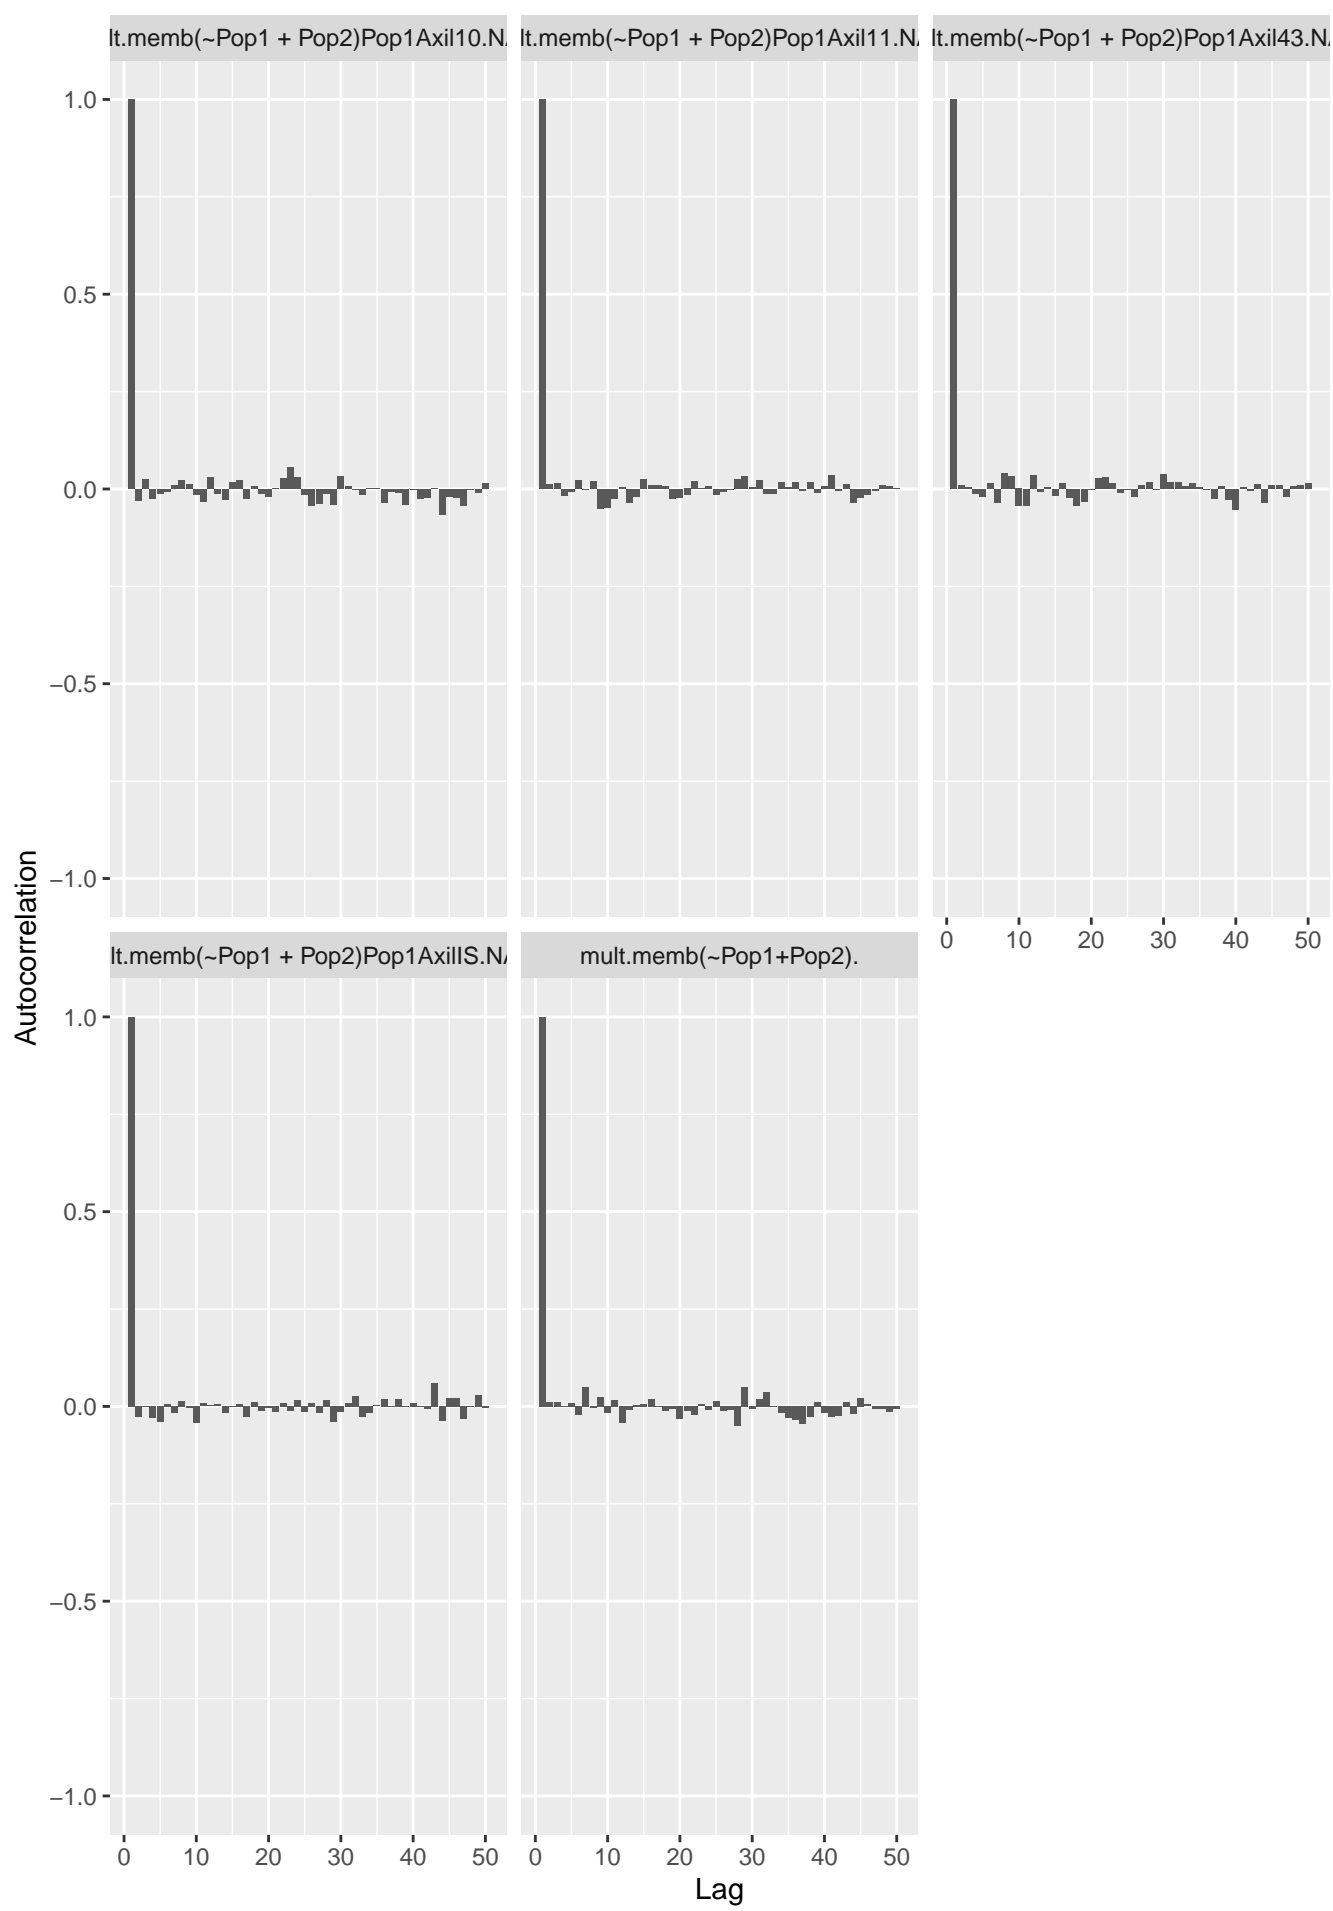 lt.memb(~Pop1 + Pop2)Pop1Axil10.N
lt.memb(~Pop1 + Pop2)Pop1Axil11.N
lt.memb(~Pop1 + Pop2)Pop1Axil43.N
1.0
0.5
0.0
−0.5
−1.0
0 10 20 30 40 50
lt.memb(~Pop1 + Pop2)Pop1AxilIS.N
mult.memb(~Pop1+Pop2).
1.0
0.5
0.0
−0.5
−1.0
0 10 20 30 40 50
0 10 20 30 40 50
Autocorrelation
Lag